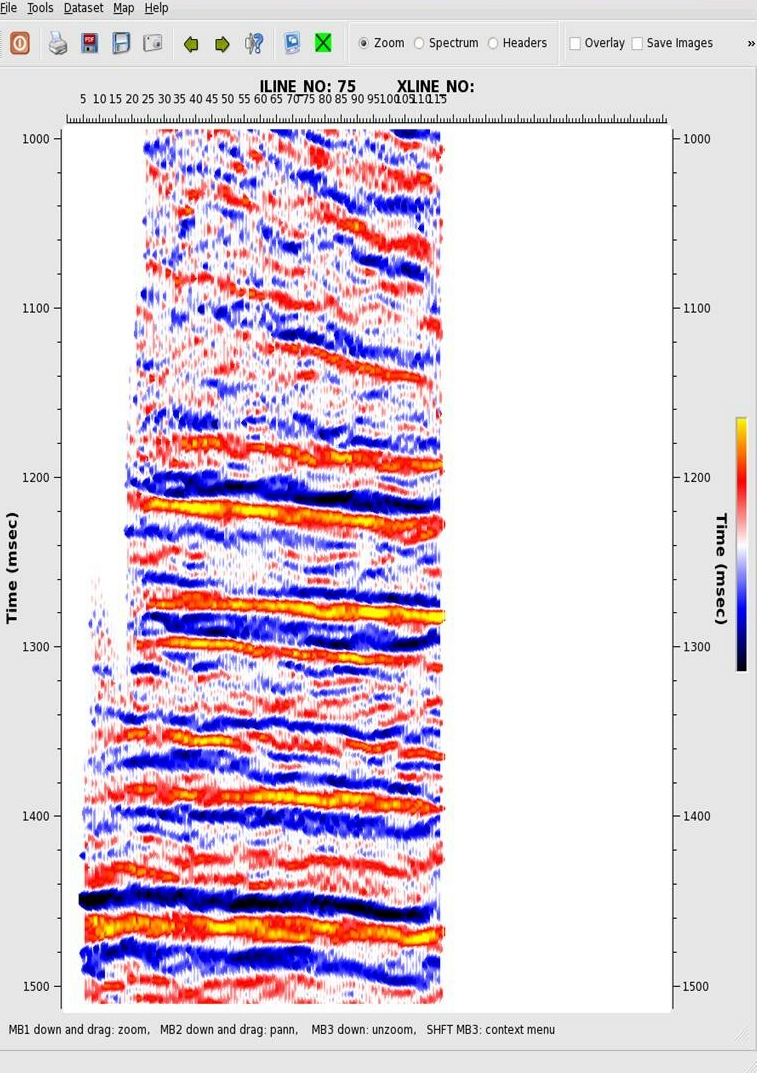 File Tools Dataset Map Help
Zoom Spectrum Headers Overlay Save Images »
ILINE_NO: 75 XLINE_NO:
5 10 15 20 25 30 35 40 45 50 55 60 65 70 75 80 85 90 95 100 105 110 115
1000 1000
1100 1100
1200 1200
Time (msec) Time (msec)
1300 1300
1400 1400
1500 1500
MB1 down and drag: zoom, MB2 down and drag: pann, MB3 down: unzoom, SHFT MB3: context menu